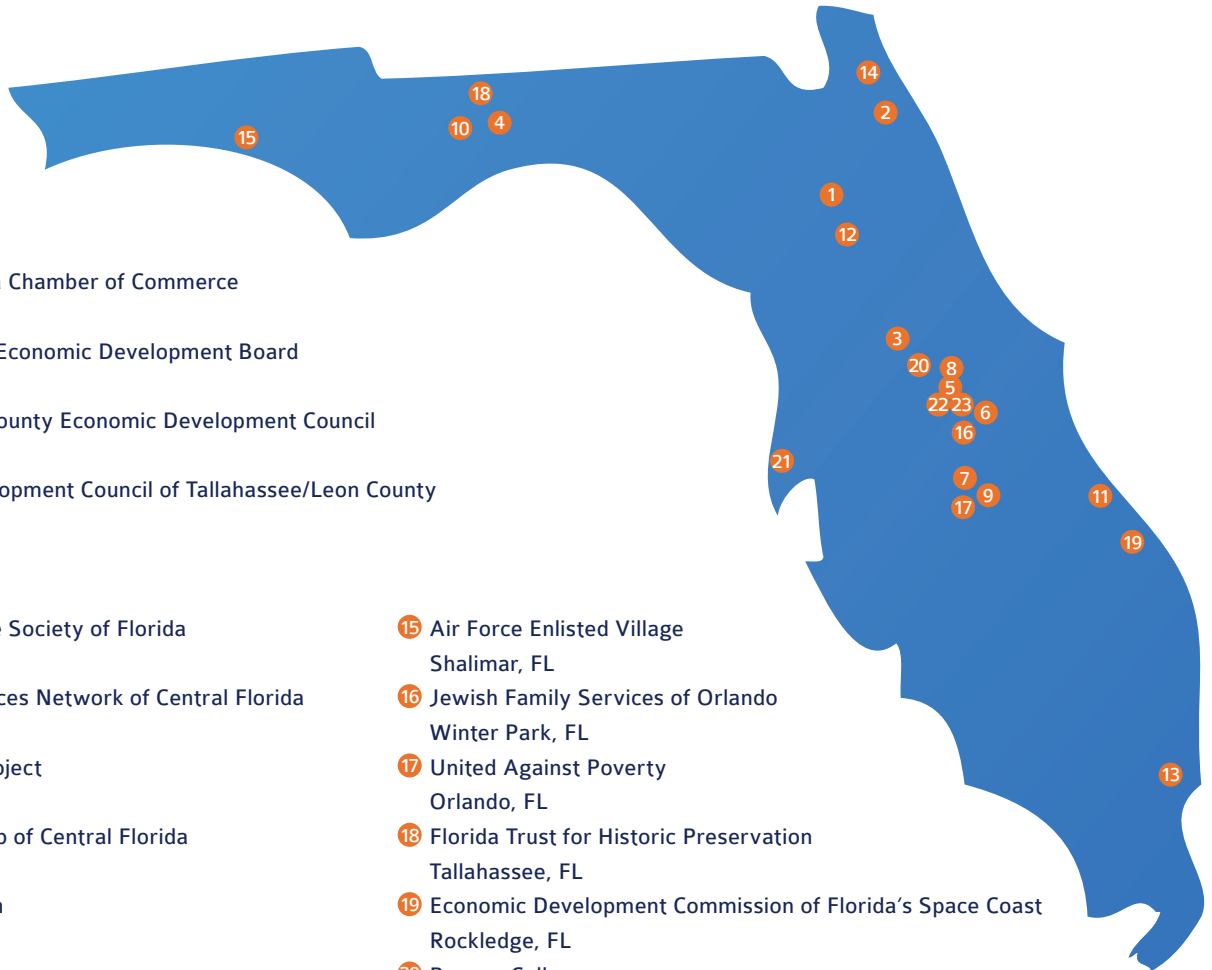 14
18
2
4
10
15
1
12
Chamber of Commerce
3
Economic Development Board
20
8
5
22
23
6
County Economic Development Council
16
21
7
Development Council of Tallahassee/Leon County
9
11
17
19
Society of Florida
15 Air Force Enlisted Village
Shalimar, FL
Network of Central Florida
16 Jewish Family Services of Orlando
Winter Park, FL
17 United Against Poverty
13
Orlando, FL
of Central Florida
18 Florida Trust for Historic Preservation
Tallahassee, FL
19 Economic Development Commission of Florida's Space Coast
Rockledge, FL